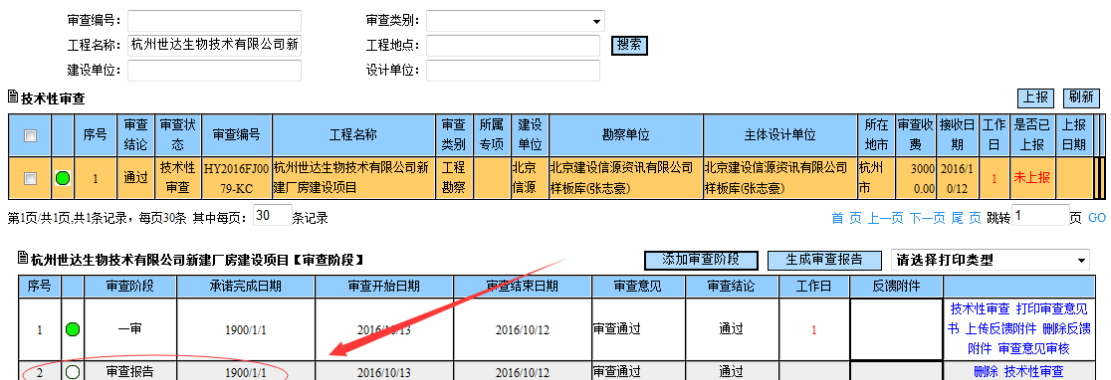 审查编号： 审查类别：
工程名称： 杭州世达生物技术有限公司新 工程地点： 搜索
建设单位： 设计单位：
技术性审查 上报 刷新
序号 审查结论 审查状态 审查编号 工程名称 审查类别 所属专项 建设单位 勘察单位 主体设计单位 所在地市 审查收费 接收日期 工作日 是否已上报 上报日期
1 通过 技术性审查 HY2016FJ0079-KC 杭州世达生物技术有限公司新建厂房建设项目 工程勘察 北京信源 北京建设信源资讯有限公司样板库(张志豪) 北京建设信源资讯有限公司样板库(张志豪) 杭州市 30000.00 2016/10/12 1 未上报
第1页/共1页,共1条记录，每页30条 其中每页： 30 条记录 首 页 上一页 下一页 尾 页 跳转 1 页 GO
杭州世达生物技术有限公司新建厂房建设项目【审查阶段】 添加审查阶段 生成审查报告 请选择打印类型
序号 审查阶段 承诺完成日期 审查开始日期 审查结束日期 审查意见 审查结论 工作日 反馈附件
1 一审 1900/1/1 2016/10/13 2016/10/12 审查通过 通过 1 技术性审查 打印审查意见书 上传反馈附件 删除反馈附件 审查意见审核
2 审查报告 1900/1/1 2016/10/13 2016/10/12 审查通过 通过 删除 技术性审查